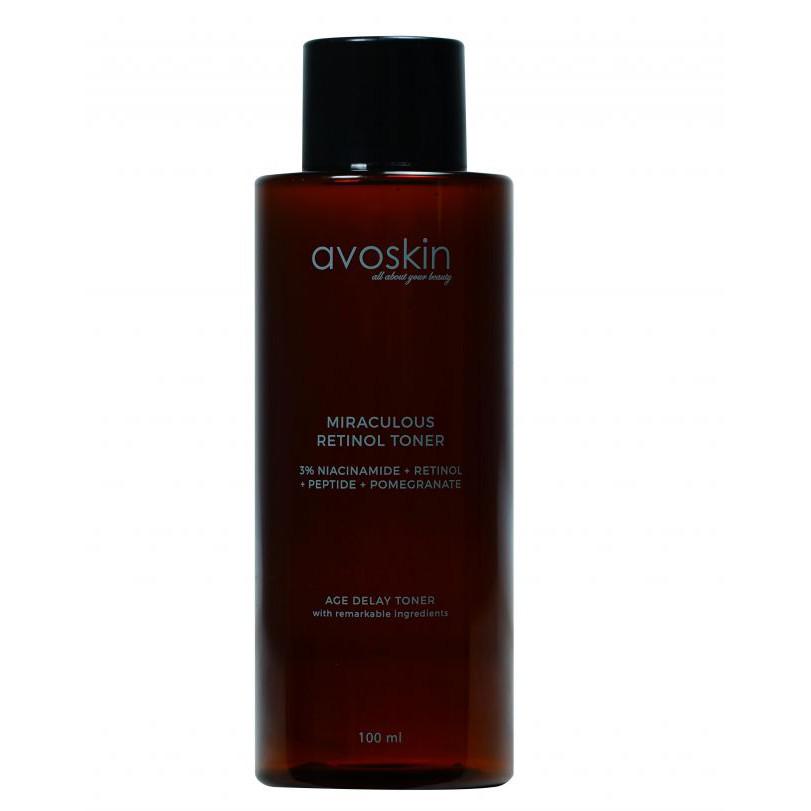 avoskin
all about your beauty
MIRACULOUS
RETINOL TONER
3% NIACINAMIDE + RETINOL
+ PEPTIDE + POMEGRANATE
AGE DELAY TONER
with remarkable ingredients
100 ml